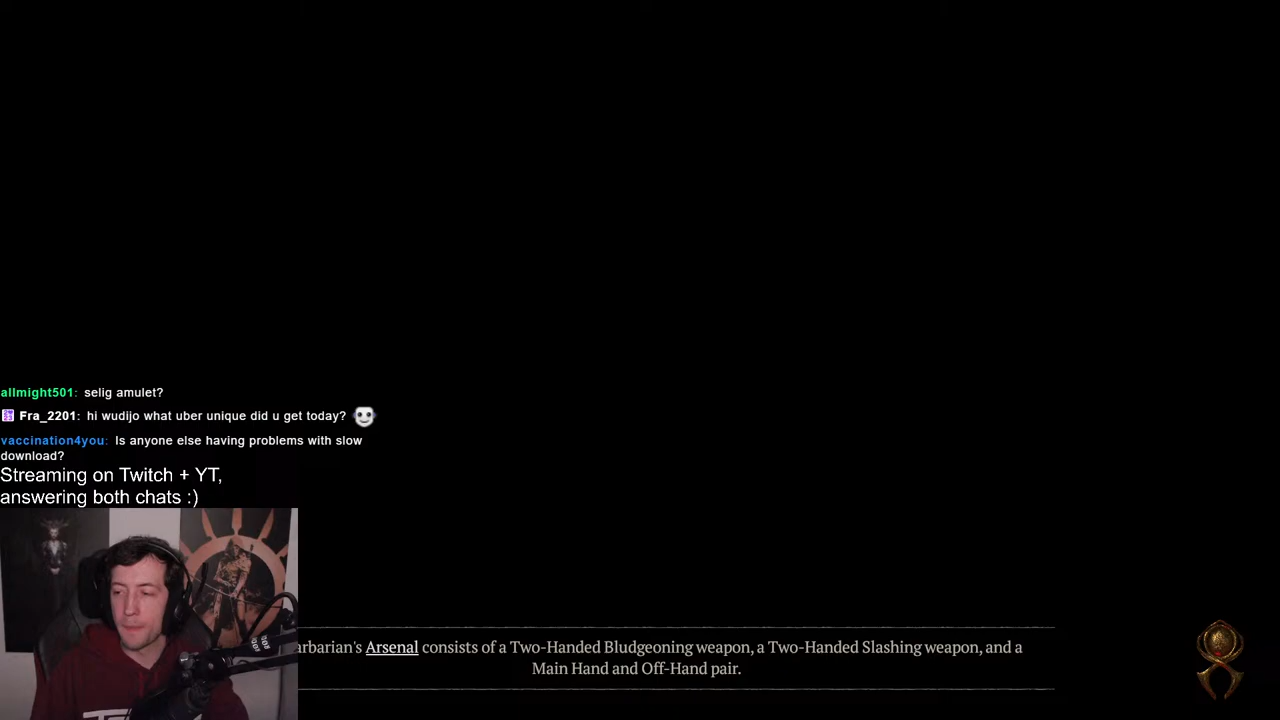 allmight501: selig amulet?
Fra_2201: hi wudijo what uber unique did u get today?
vaccination4you: Is anyone else having problems with slow
download?
Streaming on Twitch + YT,
answering both chats :)
arbarian's Arsenal consists of a Two-Handed Bludgeoning weapon, a Two-Handed Slashing weapon, and a
Main Hand and Off-Hand pair.